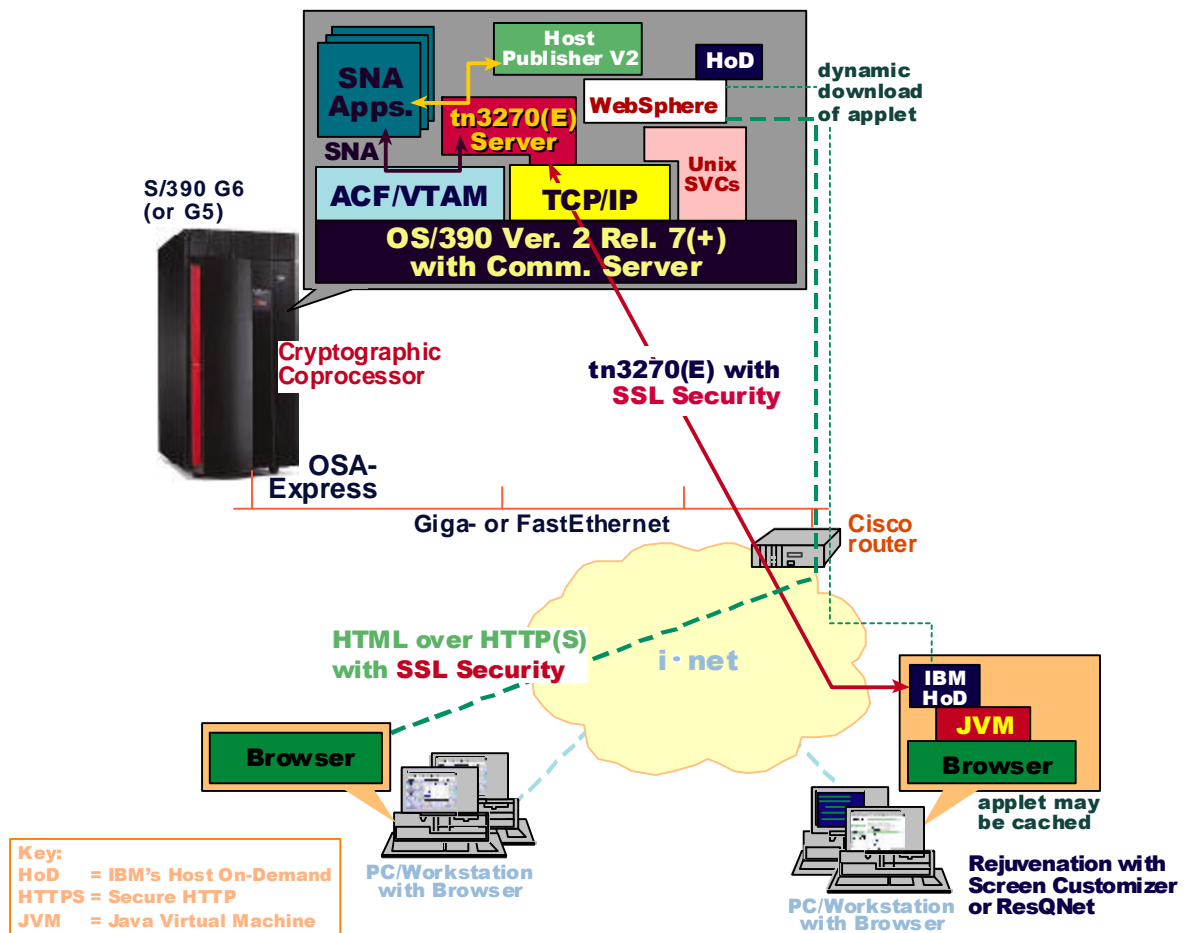 Host
Publisher V2
HoD
SNA
Apps.
WebSphere
dynamic
download
of applet
tn3270(E)
Server
SNA
Unix
SVCs
S/390 G6
(or G5)
ACF/VTAM
TCP/IP
OS/390 Ver. 2 Rel. 7(+)
with Comm. Server
Cryptographic
Coprocessor
tn3270(E) with
SSL Security
OSA-
Express
Giga- or FastEthernet
Cisco
router
HTML over HTTP(S)
with SSL Security
i•net
IBM
HoD
JVM
Browser
Browser
applet may
be cached
PC/Workstation
with Browser
Rejuvenation with
Screen Customizer
or ResQNet
PC/Workstation
with Browser
Key:
HoD = IBM's Host On-Demand
HTTPS = Secure HTTP
JVM = Java Virtual Machine